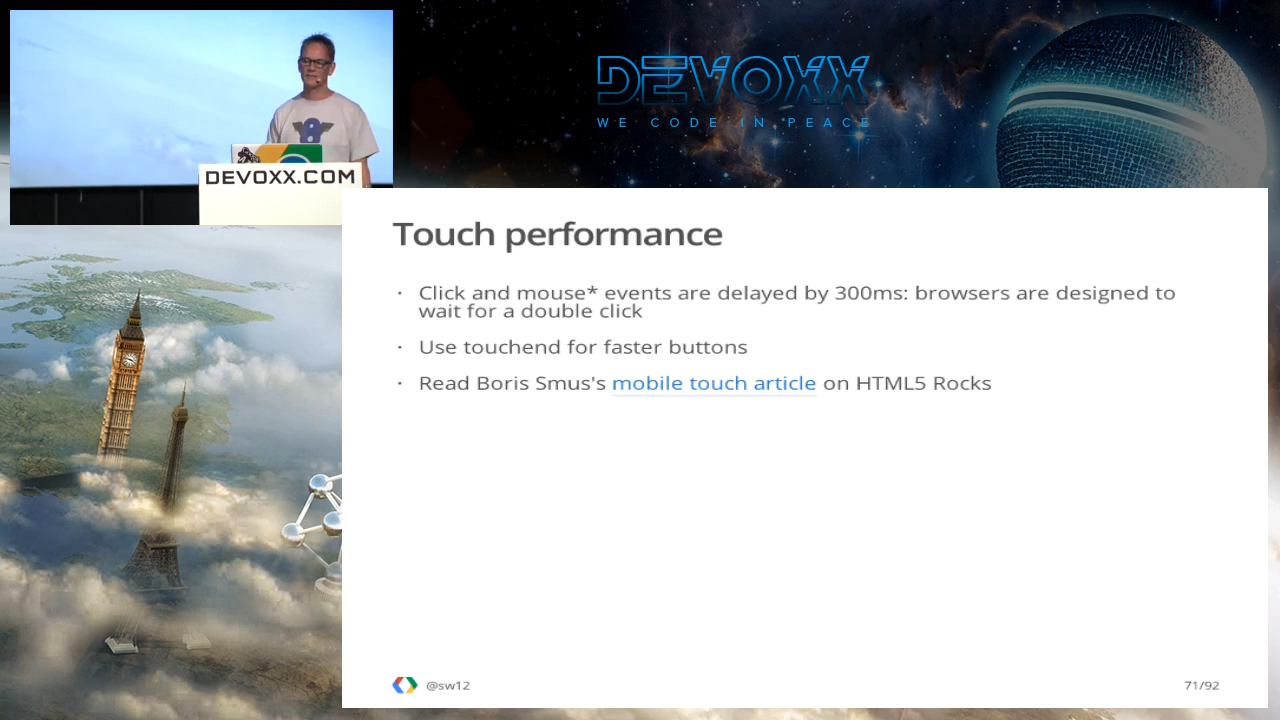 DEVOXX
WE CODE IN PEACE
DEVOXX.COM
Touch performance
· Click and mouse* events are delayed by 300ms: browsers are designed to
wait for a double click
· Use touchend for faster buttons
· Read Boris Smus's mobile touch article on HTML5 Rocks
@sw12
71/92